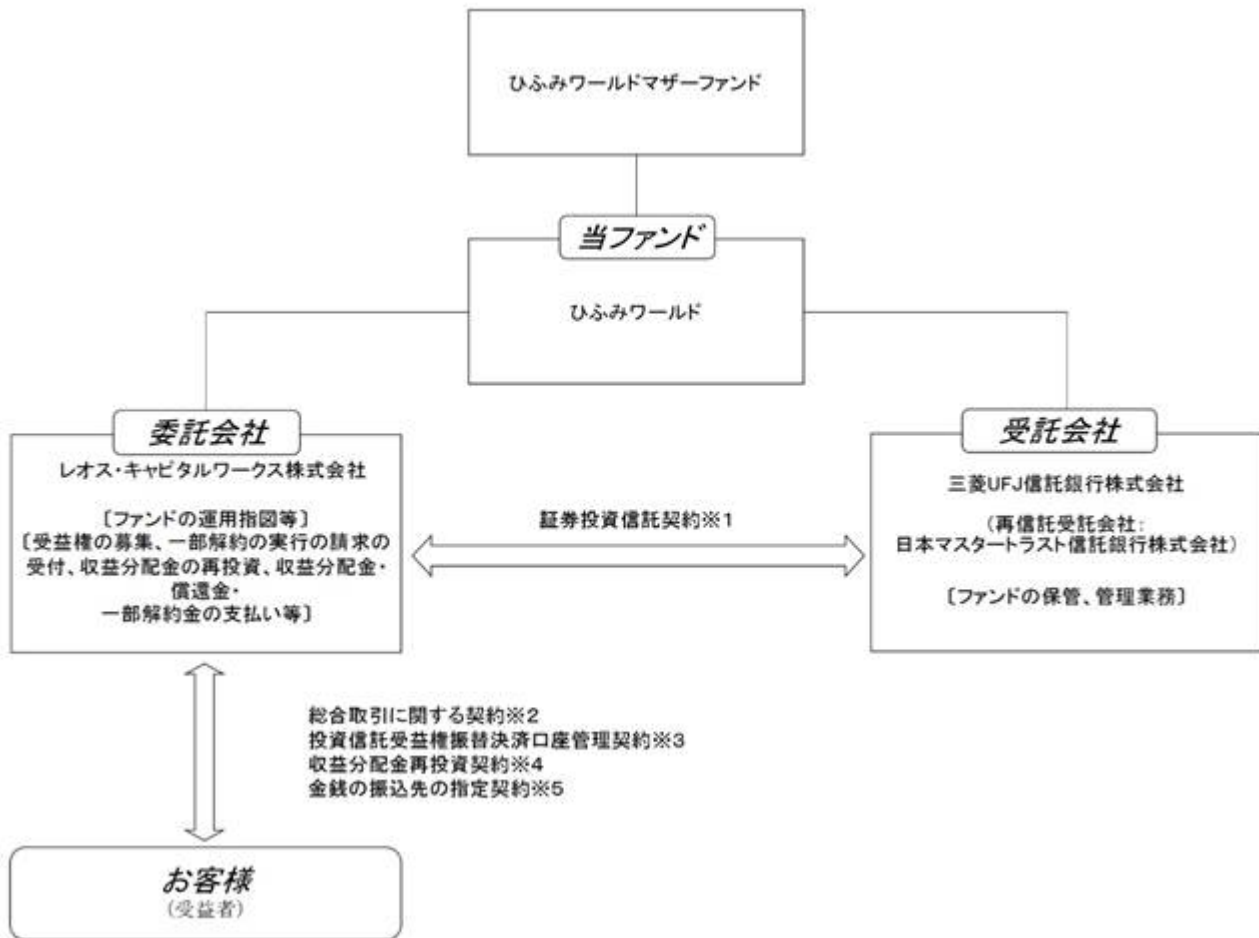 ひふみワールドマザーファンド
当ファンド
ひふみワールド
委託会社
レオス・キャピタルワークス株式会社
〔ファンドの運用指図等〕
〔受益権の募集、一部解約の実行の請求の
受付、収益分配金の再投資、収益分配金・
償還金・
一部解約金の支払い等〕
証券投資信託契約※1
受託会社
三菱UFJ信託銀行株式会社
(再信託受託会社:
日本マスタートラスト信託銀行株式会社)
〔ファンドの保管、管理業務〕
総合取引に関する契約※2
投資信託受益権振替決済口座管理契約※3
収益分配金再投資契約※4
金銭の振込先の指定契約※5
お客様
(受益者)